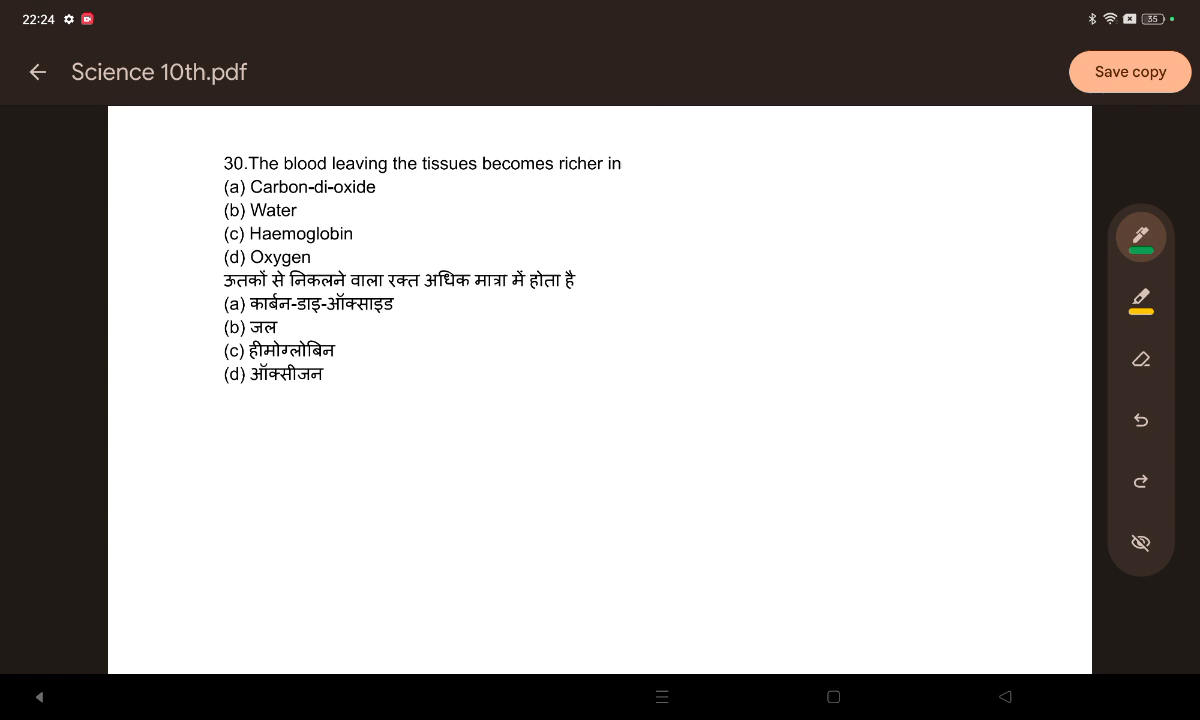 22:24
35
Science 10th.pdf
Save copy
30.The blood leaving the tissues becomes richer in
(a) Carbon-di-oxide
(b) Water
(c) Haemoglobin
(d) Oxygen
ऊतकों से निकलने वाला रक्त अधिक मात्रा में होता है
(a) कार्बन-डाइ-ऑक्साइड
(b) जल
(c) हीमोग्लोबिन
(d) ऑक्सीजन